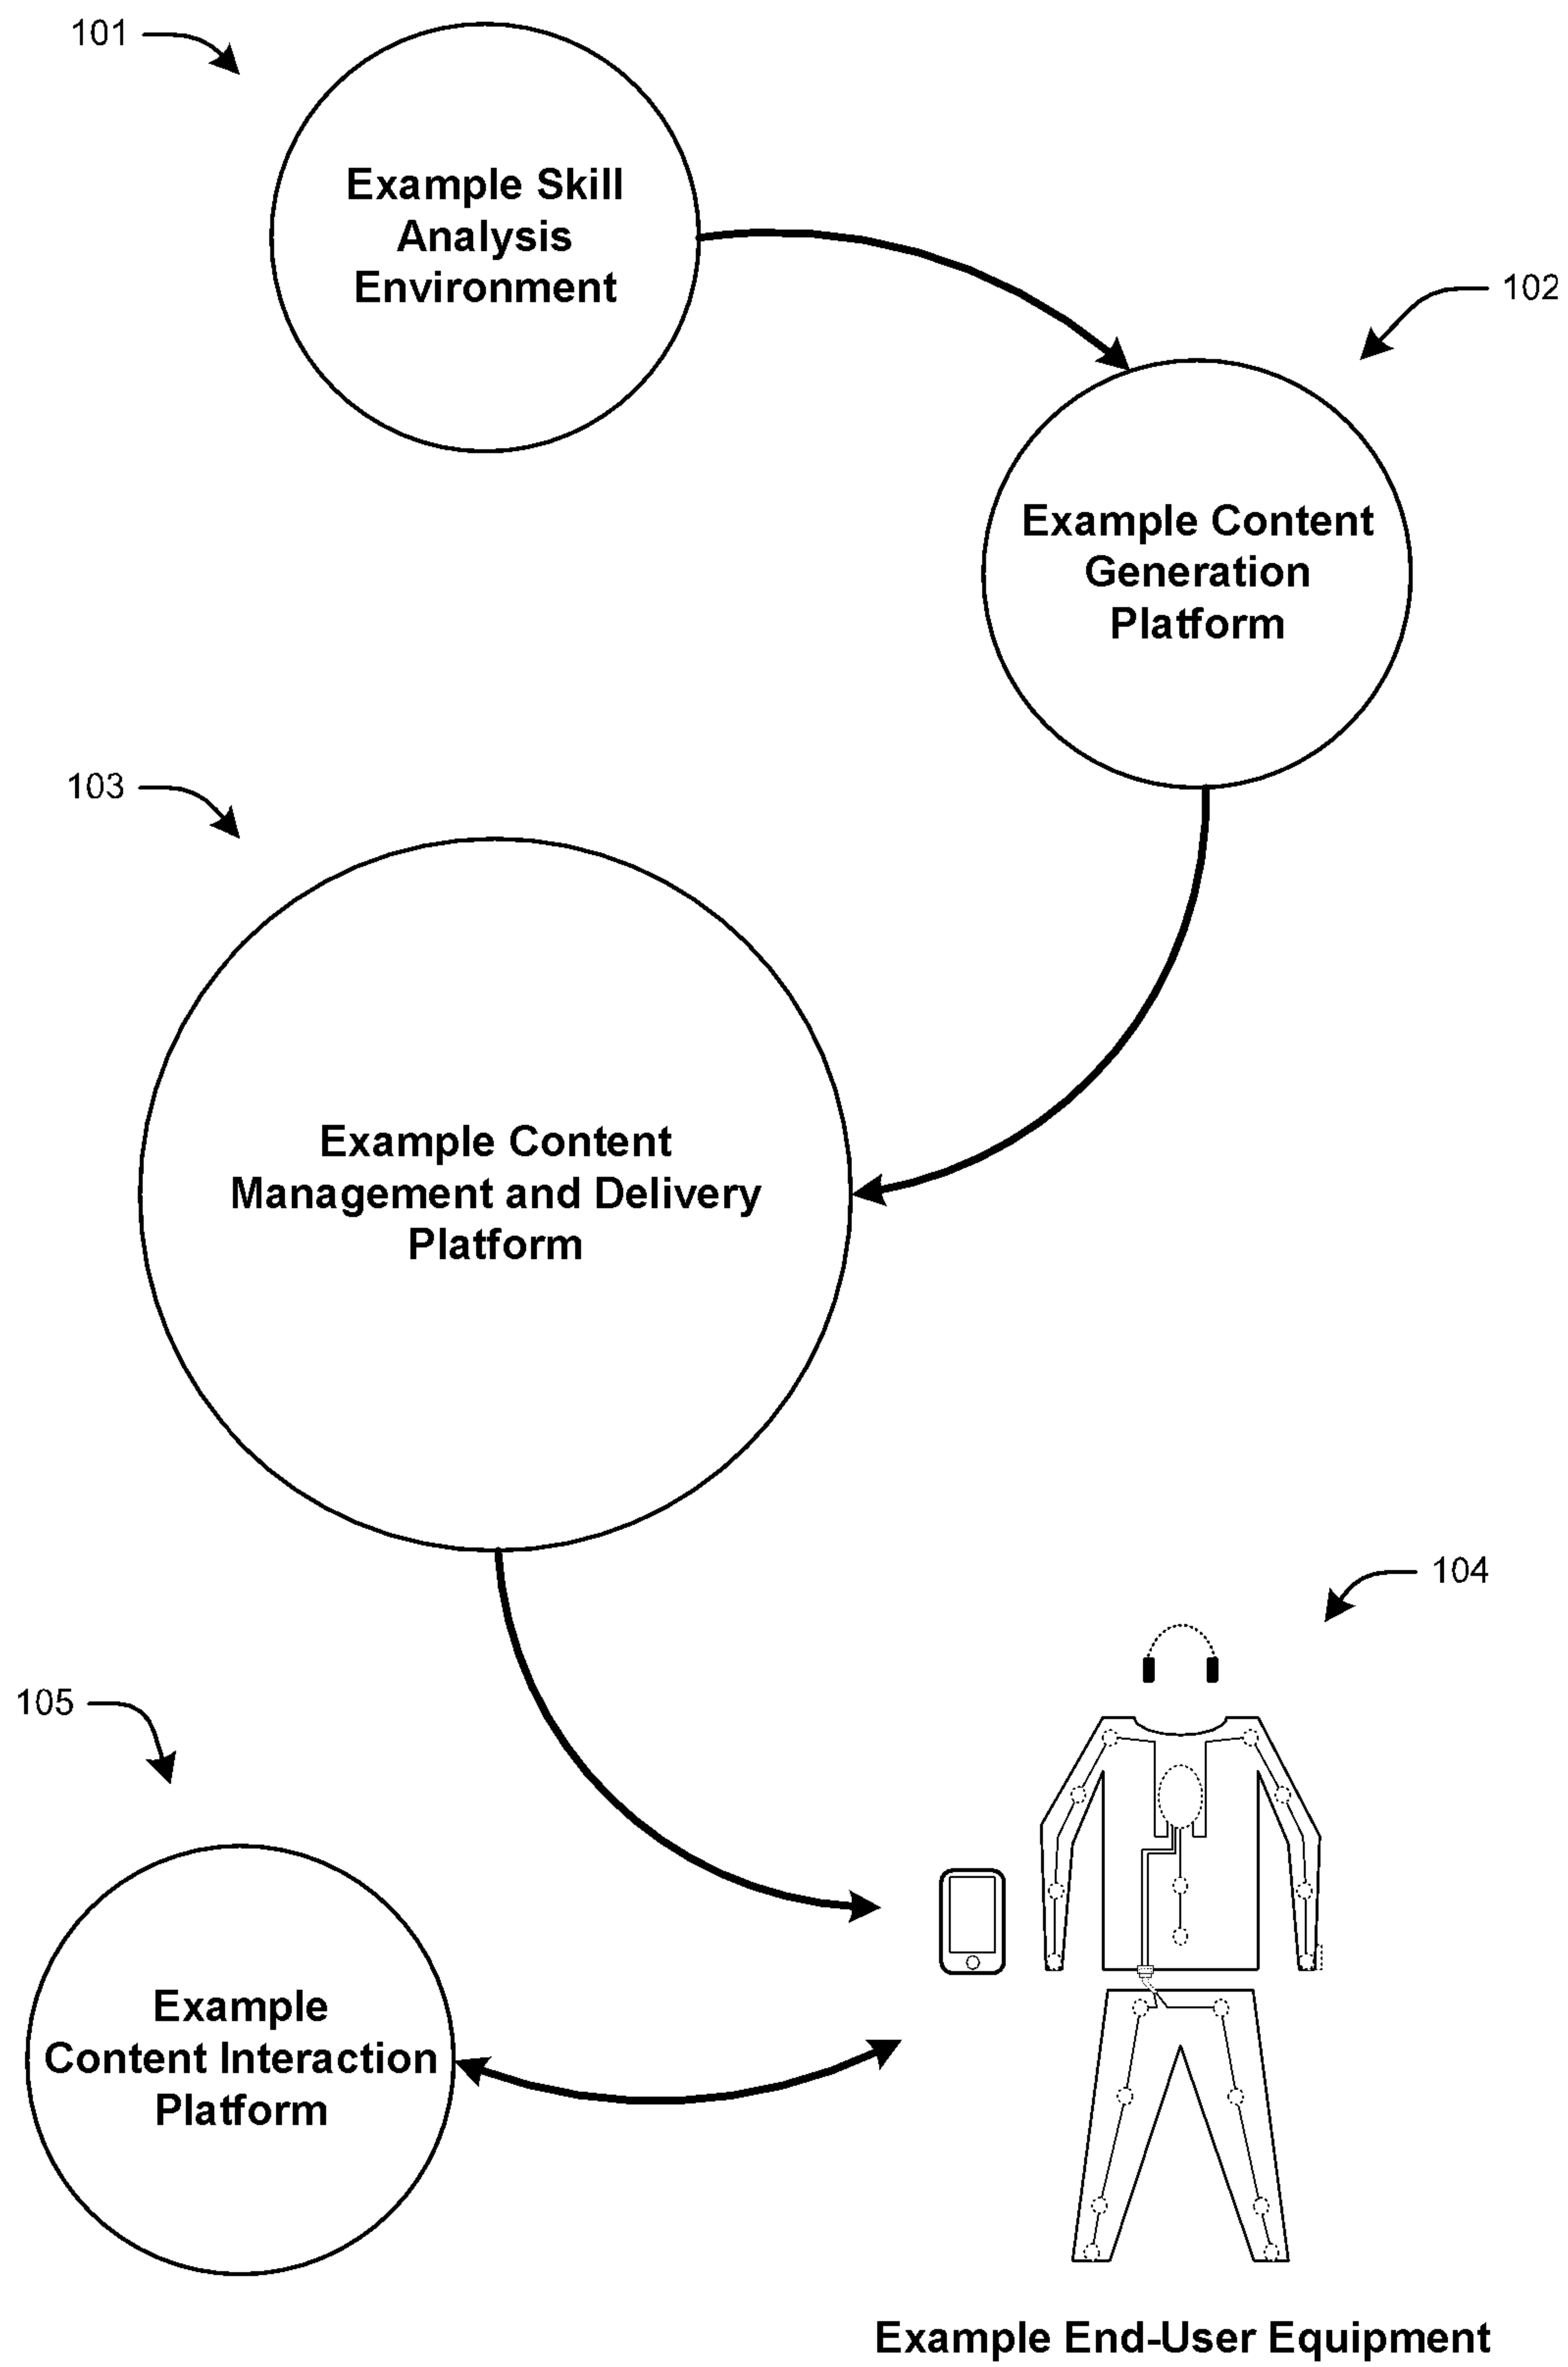 101
Example Skill
Analysis
Environment
102
Example Content
Generation
Platform
103
Example Content
Management and Delivery
Platform
104
105
Example
Content Interaction
Platform
Example End-User Equipment